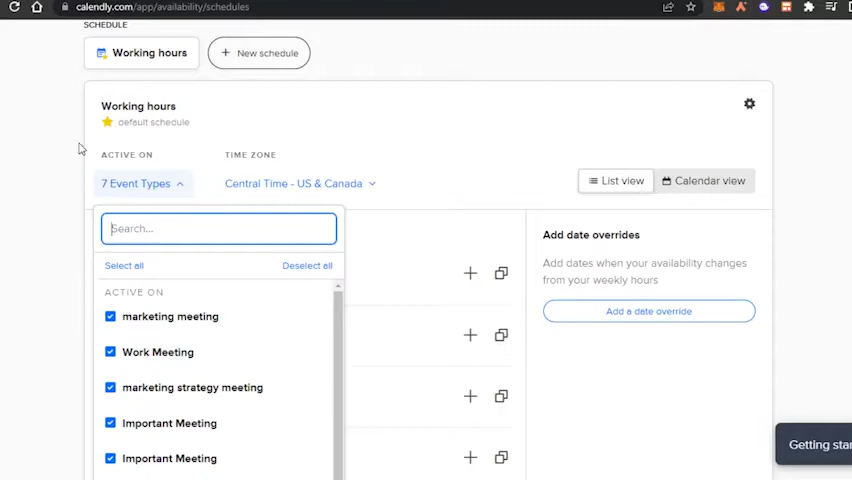 calendly.com/app/availability/schedules
SCHEDULE
Working hours
+ New schedule
Working hours
default schedule
ACTIVE ON
TIME ZONE
7 Event Types
Central Time - US & Canada
List view
Calendar view
Search...
Select all
Deselect all
ACTIVE ON
marketing meeting
Work Meeting
marketing strategy meeting
Important Meeting
Important Meeting
Add date overrides
Add dates when your availability changes
from your weekly hours
Add a date override
Getting star